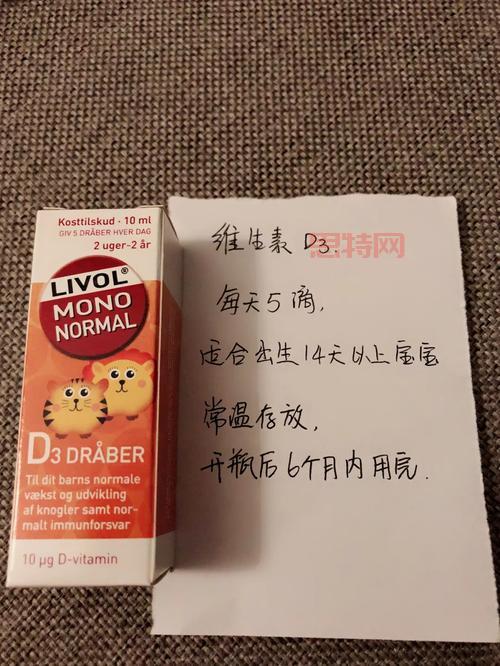 Kosttilskud · 10 ml
GIV 5 DRÅBER HVER DAG
2 uger-2 år
LIVOL®
MONO
NORMAL
D3 DRÅBER
Til dit barns normale
vækst og udvikling
af knogler samt nor-
malt immunforsvar
10 µg D-vitamin
维生素 D3.
思特网
每天5滴,
适合出生14天以上宝宝
常温存放,
开瓶后6个月内用完.